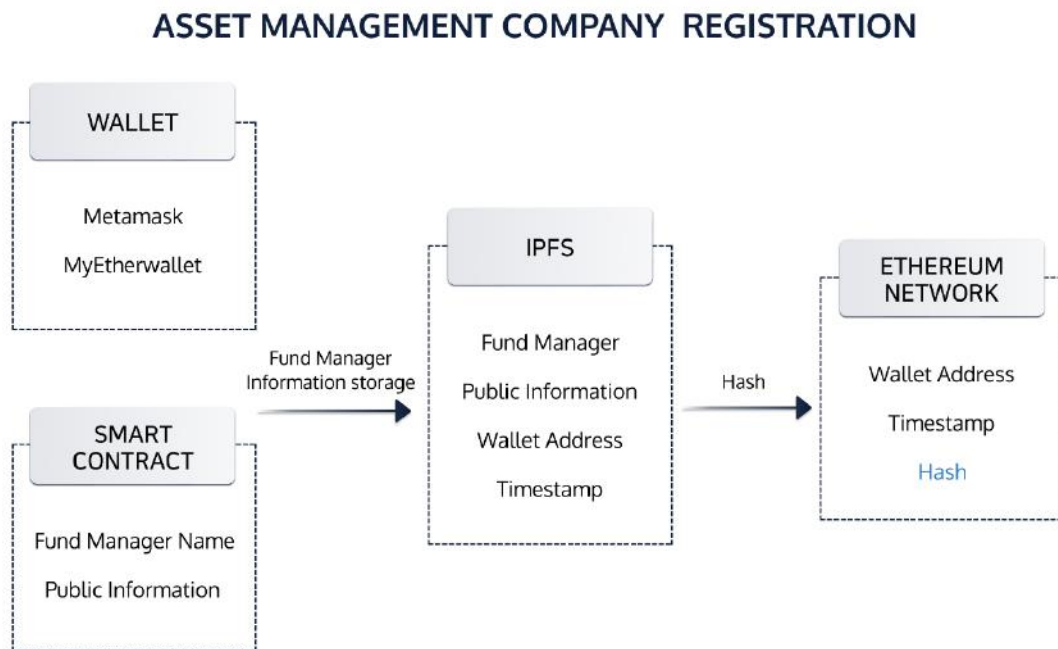 ASSET MANAGEMENT COMPANY REGISTRATION
WALLET
Metamask
MyEtherwallet
SMART
CONTRACT
Fund Manager Name
Public Information
Fund Manager
Information storage
IPFS
Fund Manager
Public Information
Wallet Address
Timestamp
Hash
ETHEREUM
NETWORK
Wallet Address
Timestamp
Hash